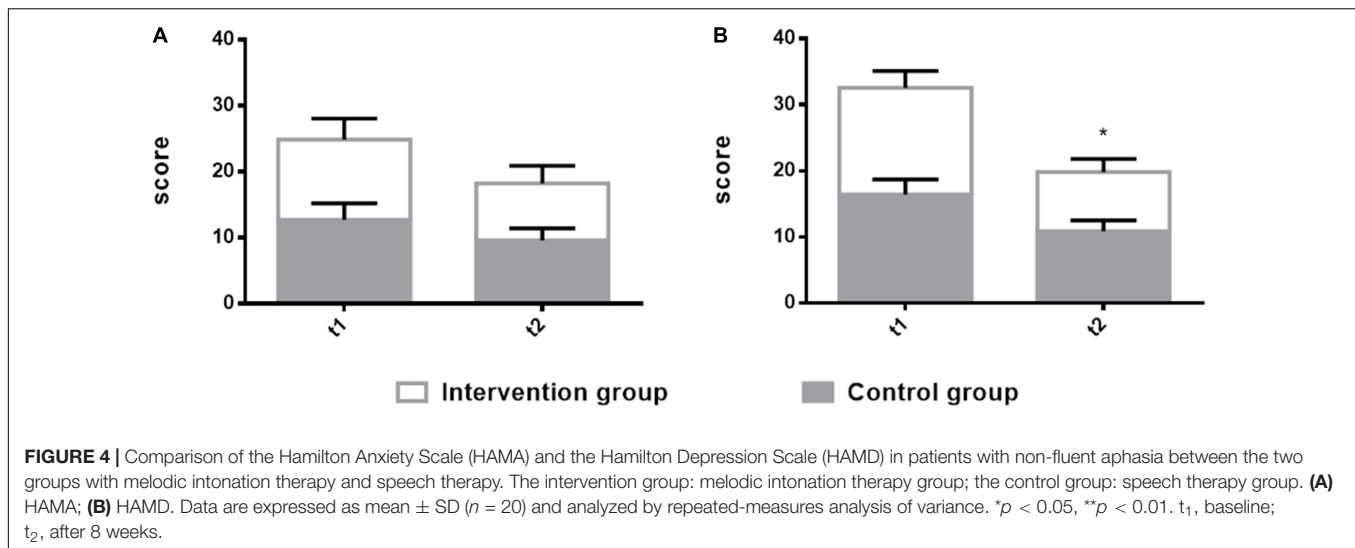 A
40
30
20
10
0
score
t1
t2
B
40
30
20
10
0
score
*
t1
t2
Intervention group
Control group
FIGURE 4 | Comparison of the Hamilton Anxiety Scale (HAMA) and the Hamilton Depression Scale (HAMD) in patients with non-fluent aphasia between the two
groups with melodic intonation therapy and speech therapy. The intervention group: melodic intonation therapy group; the control group: speech therapy group. (A)
HAMA; (B) HAMD. Data are expressed as mean ± SD (n = 20) and analyzed by repeated-measures analysis of variance. *p < 0.05, **p < 0.01. t₁, baseline;
t₂, after 8 weeks.